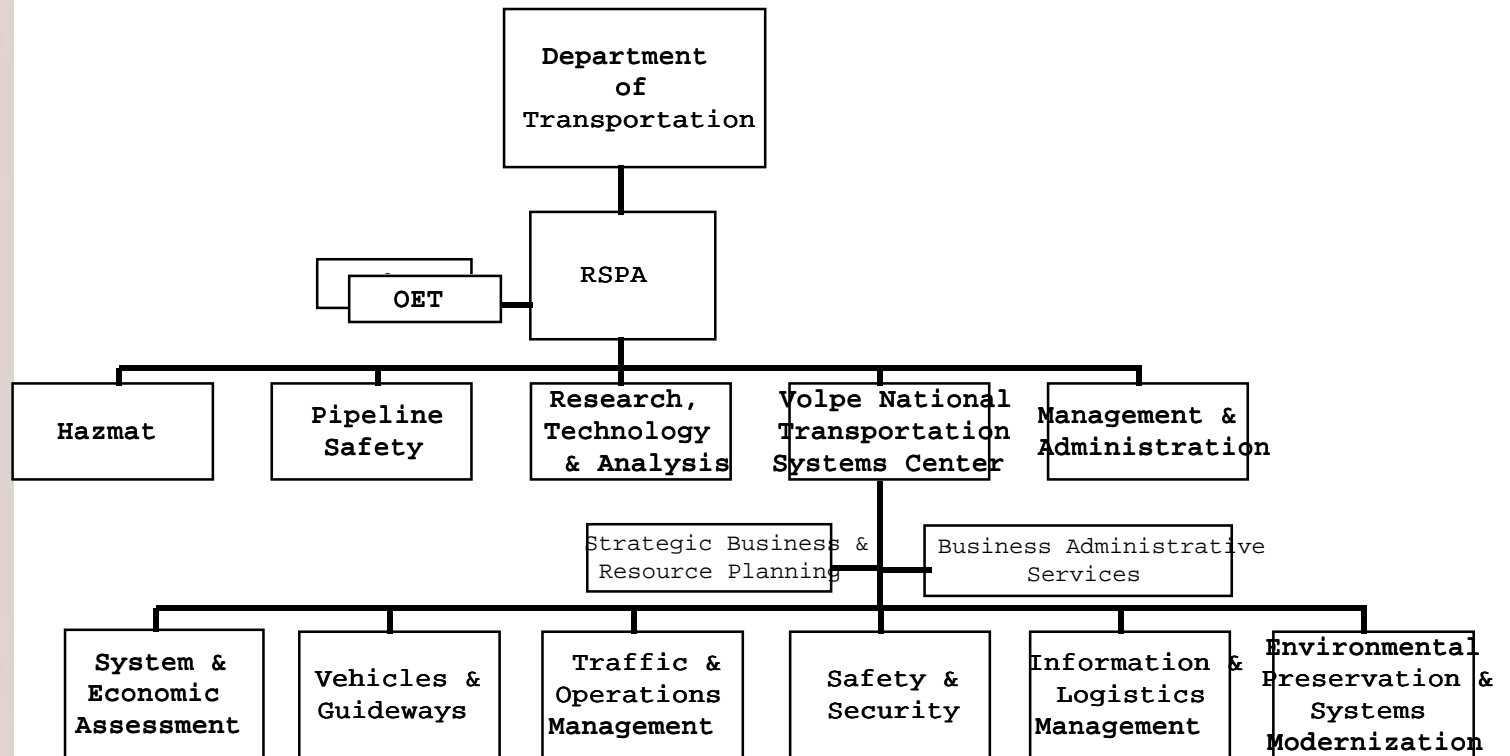 Department
of
Transportation
RSPA
OET
Hazmat
Pipeline
Safety
Research,
Technology
& Analysis
Volpe National
Transportation
Systems Center
Management &
Administration
Strategic Business &
Resource Planning
Business Administrative
Services
System &
Economic
Assessment
Vehicles &
Guideways
Traffic &
Operations
Management
Safety &
Security
Information &
Logistics
Management
Environmental
Preservation &
Systems
Modernization